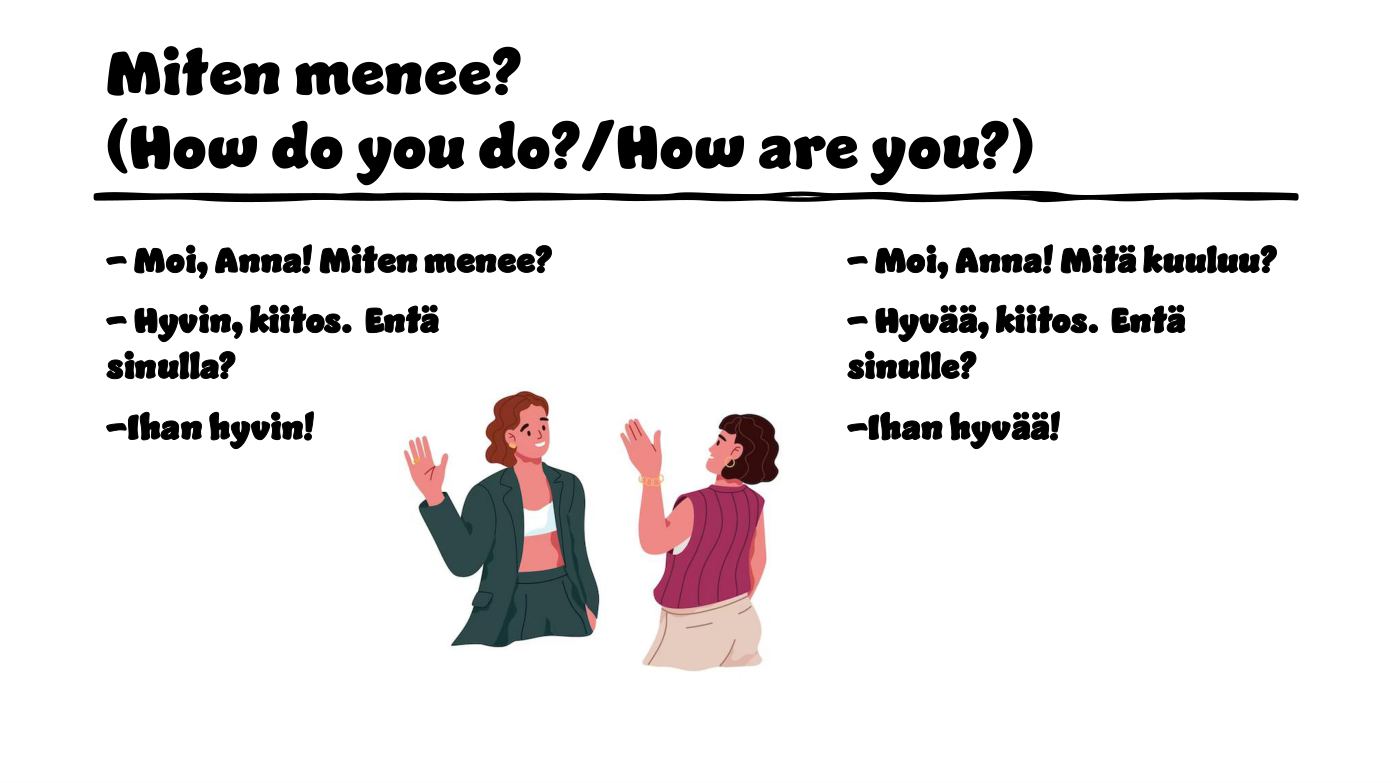 Miten menee?
(How do you do?/How are you?)
– Moi, Anna! Miten menee?
– Hyvin, kiitos.  Entä
sinulla?
–Ihan hyvin!
– Moi, Anna! Mitä kuuluu?
– Hyvää, kiitos.  Entä
sinulle?
–Ihan hyvää!